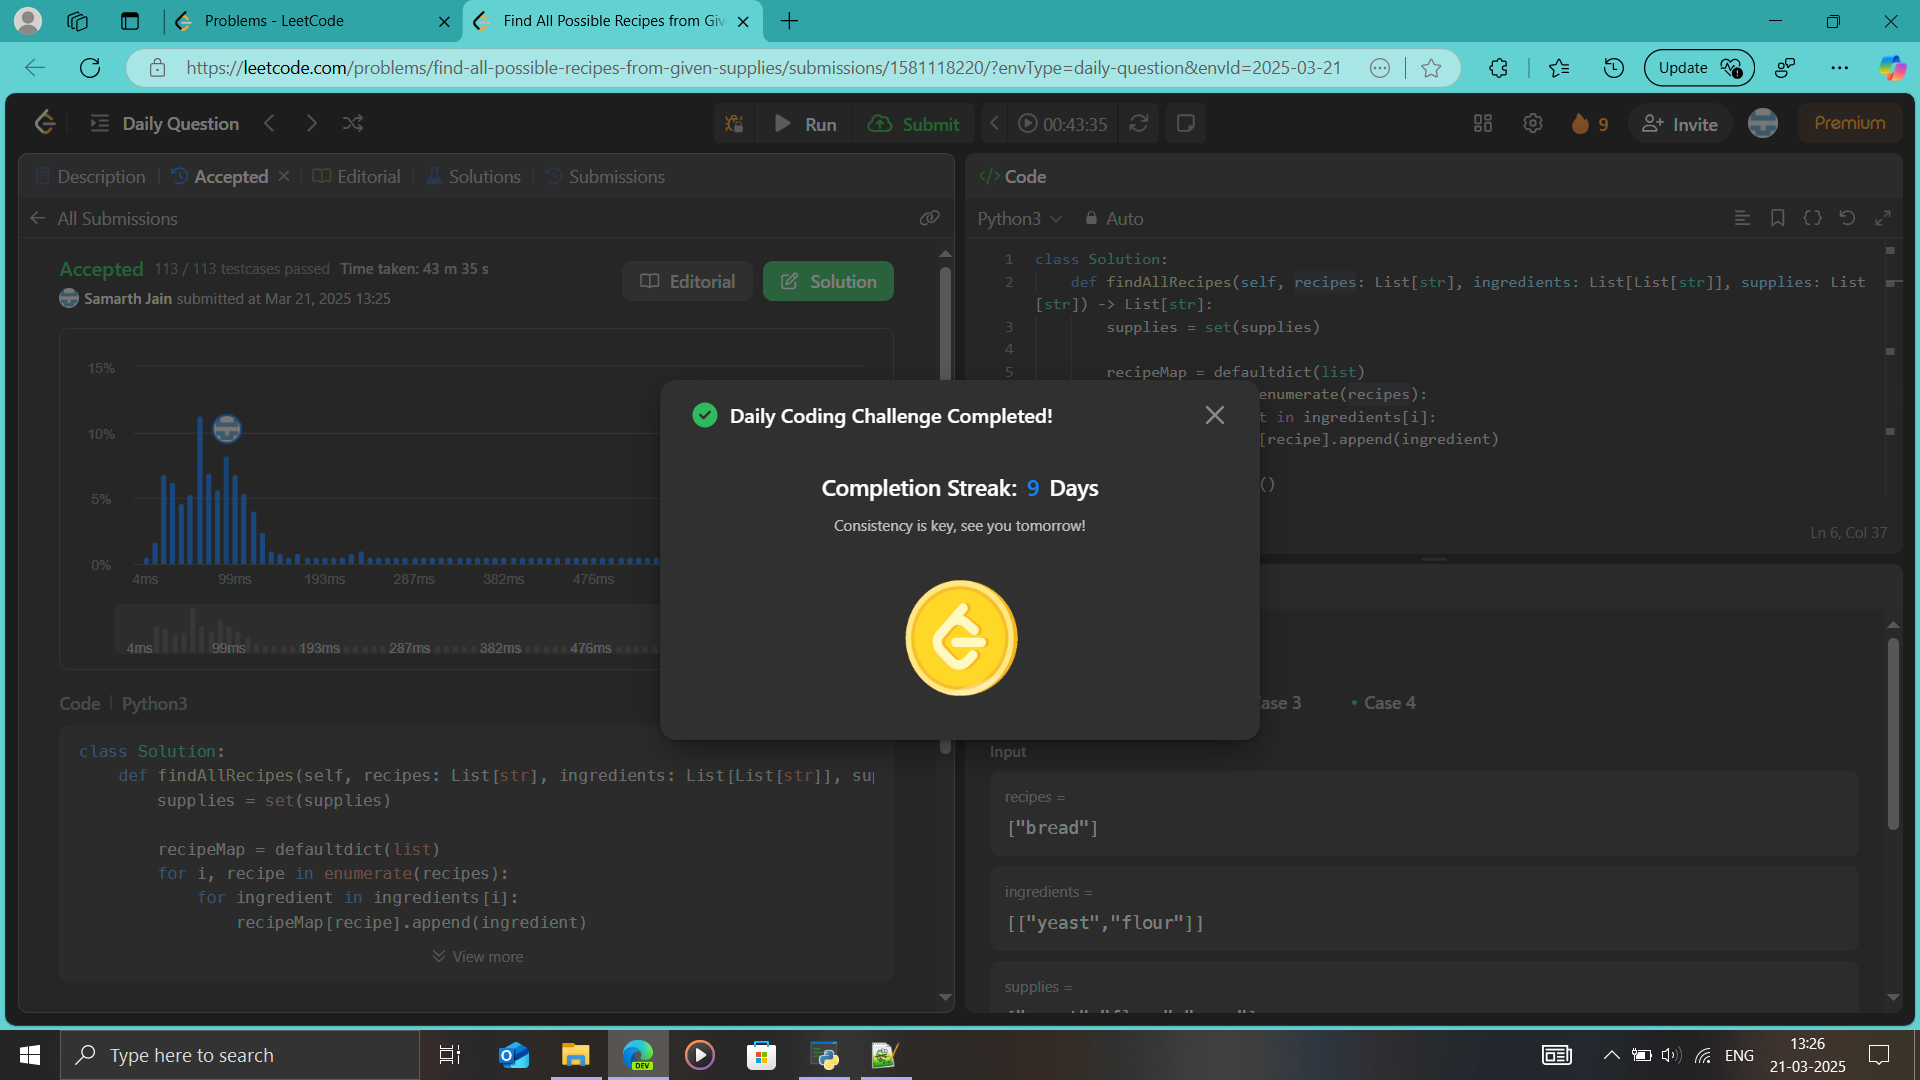 Problems - LeetCode
Find All Possible Recipes from Giv
https://leetcode.com/problems/find-all-possible-recipes-from-given-supplies/submissions/1581118220/?envType=daily-question&envId=2025-03-21
Update
Daily Question
Run
Submit
00:43:35
9
Invite
Premium
Description
Accepted
Editorial
Solutions
Submissions
All Submissions
Accepted 113 / 113 testcases passed Time taken: 43 m 35 s
Samarth Jain submitted at Mar 21, 2025 13:25
Editorial
Solution
15%
10%
5%
0%
4ms 99ms 193ms 287ms 382ms 476ms
4ms 99ms 193ms 287ms 382ms 476ms
Code | Python3
class Solution:
def findAllRecipes(self, recipes: List[str], ingredients: List[List[str]], su
supplies = set(supplies)
recipeMap = defaultdict(list)
for i, recipe in enumerate(recipes):
for ingredient in ingredients[i]:
recipeMap[recipe].append(ingredient)
View more
</> Code
Python3 Auto
1 class Solution:
2 def findAllRecipes(self, recipes: List[str], ingredients: List[List[str]], supplies: List
[str]) -> List[str]:
3 supplies = set(supplies)
4
5 recipeMap = defaultdict(list)
enumerate(recipes):
t in ingredients[i]:
[recipe].append(ingredient)
()
Ln 6, Col 37
Daily Coding Challenge Completed!
Completion Streak: 9 Days
Consistency is key, see you tomorrow!
ase 3
Case 4
Input
recipes =
["bread"]
ingredients =
[["yeast","flour"]]
supplies =
Type here to search
DEV
ENG
13:26
21-03-2025